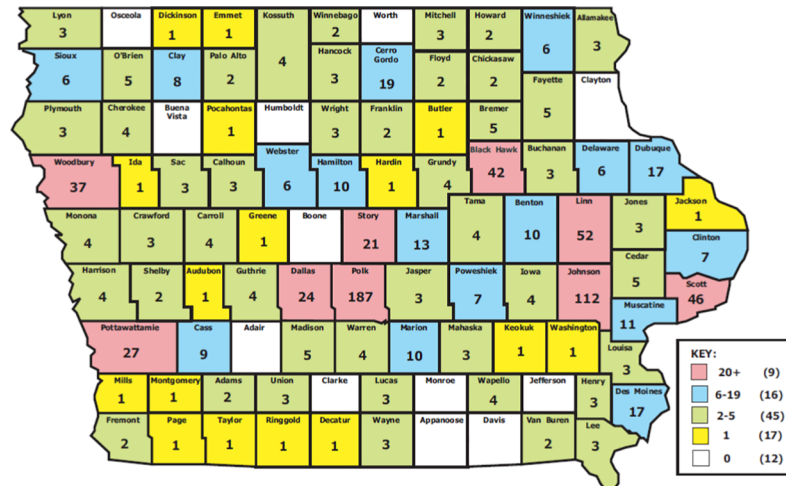 Lyon
3
Osceola
Dickinson
1
Emmet
1
Kossuth
4
Winnebago
2
Worth
Mitchell
3
Howard
2
Winneshiek
6
Allamakee
3
Sioux
6
O'Brien
5
Clay
8
Palo Alto
2
Hancock
3
Cerro
Gordo
19
Floyd
2
Chickasaw
2
Fayette
5
Clayton
Plymouth
3
Cherokee
4
Buena
Vista
Pocahontas
1
Humboldt
Wright
3
Franklin
2
Butler
1
Bremer
5
Woodbury
37
Ida
1
Sac
3
Calhoun
3
Webster
6
Hamilton
10
Hardin
1
Grundy
4
Black Hawk
42
Buchanan
3
Delaware
6
Dubuque
17
Monona
4
Crawford
3
Carroll
4
Greene
1
Boone
Story
21
Marshall
13
Tama
4
Benton
10
Linn
52
Jones
3
Jackson
1
Clinton
7
Harrison
4
Shelby
2
Audubon
1
Guthrie
4
Dallas
24
Polk
187
Jasper
3
Poweshiek
7
Iowa
4
Johnson
112
Cedar
5
Scott
46
Muscatine
11
Pottawattamie
27
Cass
9
Adair
Madison
5
Warren
4
Marion
10
Mahaska
3
Keokuk
1
Washington
1
Louisa
3
Mills
1
Montgomery
1
Adams
2
Union
3
Clarke
Lucas
3
Monroe
Wapello
4
Jefferson
Henry
3
Des Moines
17
Fremont
2
Page
1
Taylor
1
Ringgold
1
Decatur
1
Wayne
3
Appanoose
Davis
Van Buren
2
Lee
3
KEY:
20+ (9)
6-19 (16)
2-5 (45)
1 (17)
0 (12)